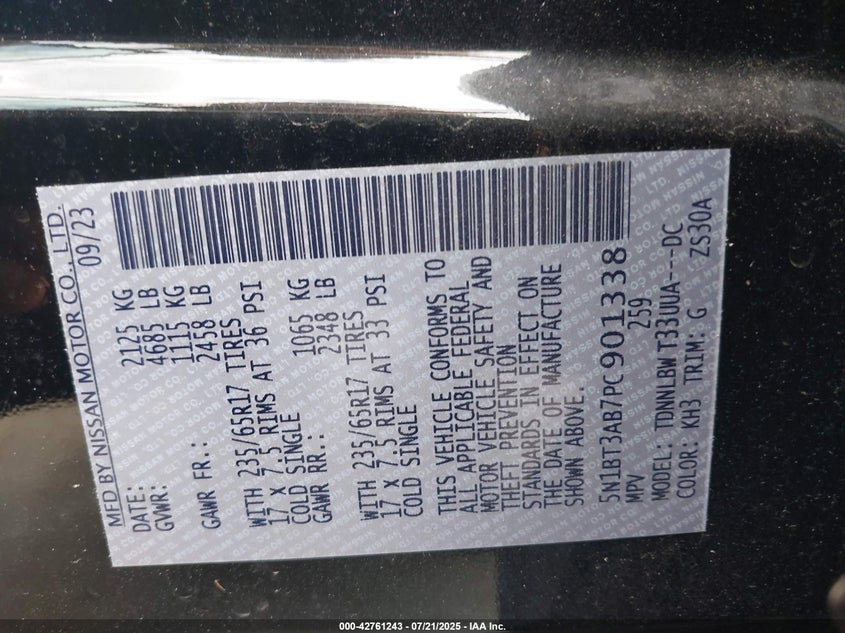 MFD BY NISSAN MOTOR CO., LTD.
DATE: 09/23
GVWR: 2125 KG
4685 LB
GAWR FR.: 1115 KG
2458 LB
WITH 235/65R17 TIRES
17 X 7.5 RIMS AT 36 PSI
COLD SINGLE
GAWR RR.: 1065 KG
2348 LB
WITH 235/65R17 TIRES
17 X 7.5 RIMS AT 33 PSI
COLD SINGLE
THIS VEHICLE CONFORMS TO
ALL APPLICABLE FEDERAL
MOTOR VEHICLE SAFETY AND
THEFT PREVENTION
STANDARDS IN EFFECT ON
THE DATE OF MANUFACTURE
SHOWN ABOVE.
5N1BT3AB7PC901338
MPV 259
MODEL: TDNNLBW T33UUA----DC
COLOR: KH3 TRIM: G ZS30A
000-42761243 - 07/21/2025 - IAA Inc.